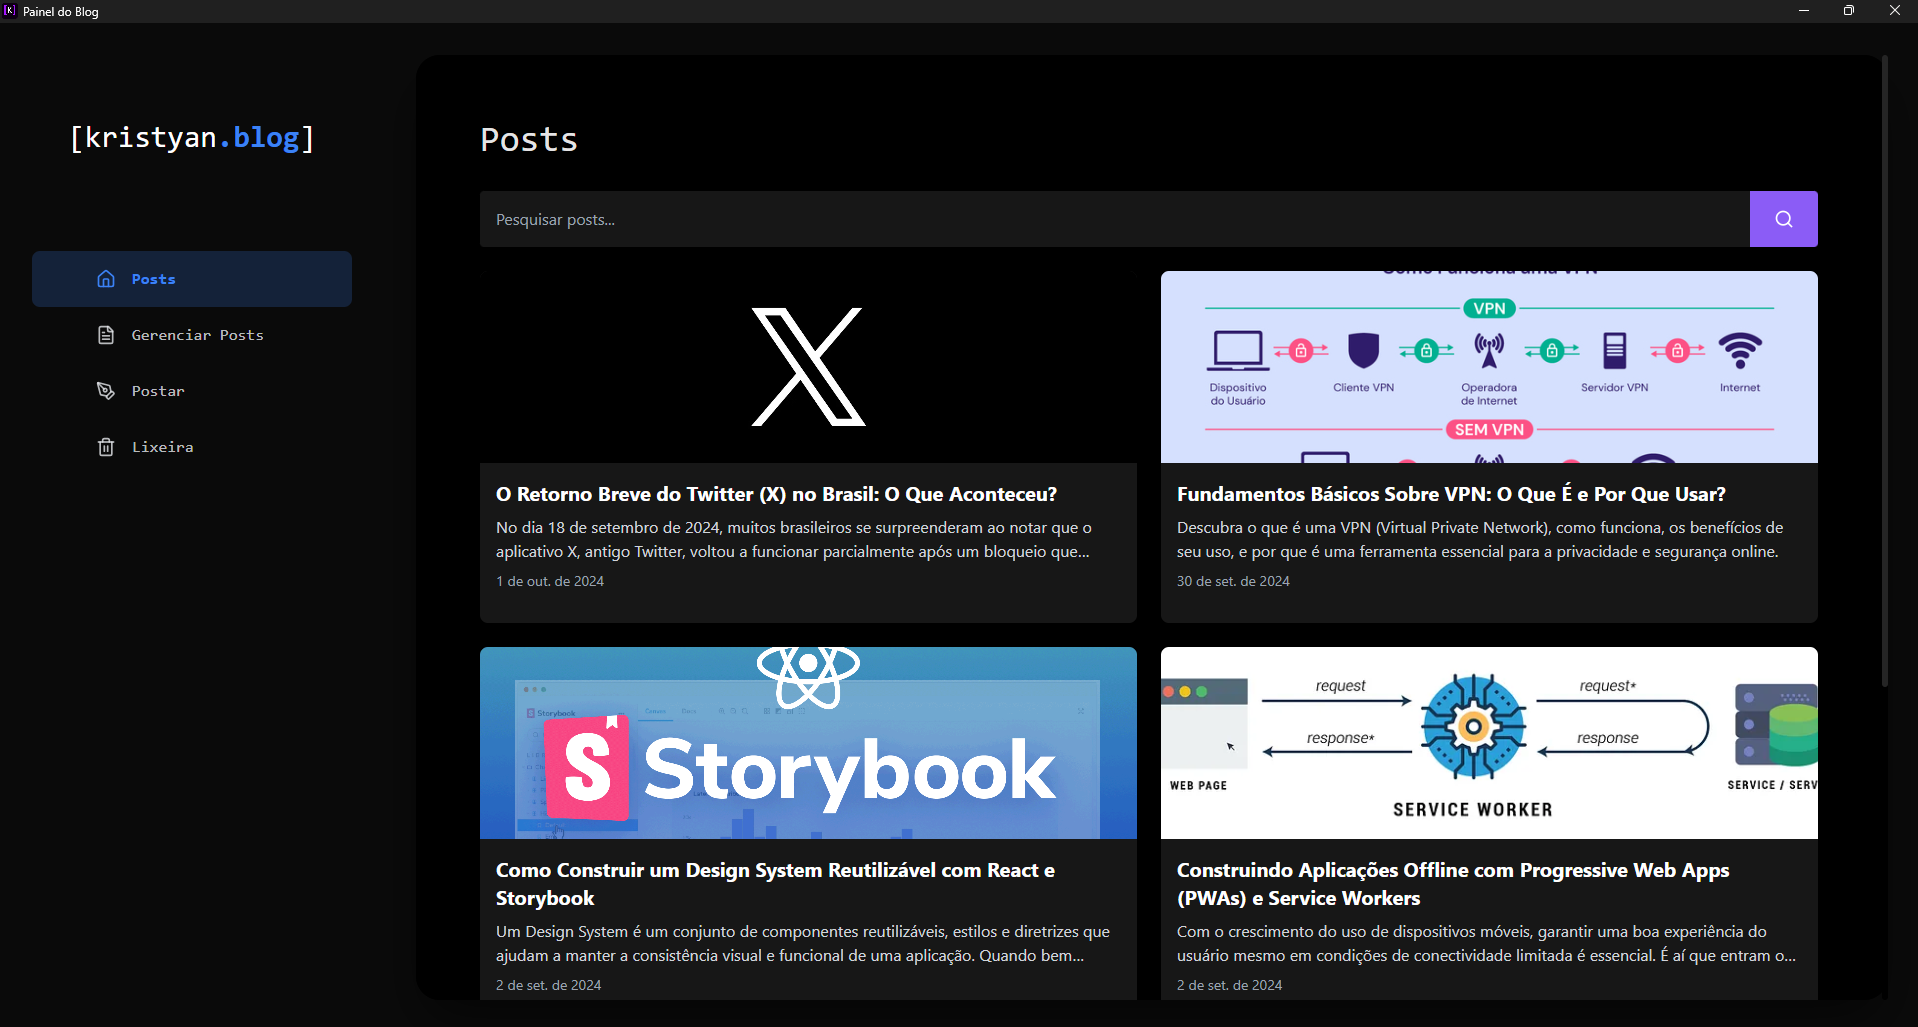 Painel do Blog
[kristyan.blog]
Posts
Gerenciar Posts
Postar
Lixeira
Posts
Pesquisar posts...
O Retorno Breve do Twitter (X) no Brasil: O Que Aconteceu?
No dia 18 de setembro de 2024, muitos brasileiros se surpreenderam ao notar que o
aplicativo X, antigo Twitter, voltou a funcionar parcialmente após um bloqueio que...
1 de out. de 2024
VPN
Dispositivo
do Usuário
Cliente VPN
Operadora
de Internet
Servidor VPN
Internet
SEM VPN
Fundamentos Básicos Sobre VPN: O Que É e Por Que Usar?
Descubra o que é uma VPN (Virtual Private Network), como funciona, os benefícios de
seu uso, e por que é uma ferramenta essencial para a privacidade e segurança online.
30 de set. de 2024
Storybook
Storybook
Como Construir um Design System Reutilizável com React e
Storybook
Um Design System é um conjunto de componentes reutilizáveis, estilos e diretrizes que
ajudam a manter a consistência visual e funcional de uma aplicação. Quando bem...
2 de set. de 2024
request
request*
response*
response
WEB PAGE
SERVICE / SERV
SERVICE WORKER
Construindo Aplicações Offline com Progressive Web Apps
(PWAs) e Service Workers
Com o crescimento do uso de dispositivos móveis, garantir uma boa experiência do
usuário mesmo em condições de conectividade limitada é essencial. É aí que entram o...
2 de set. de 2024